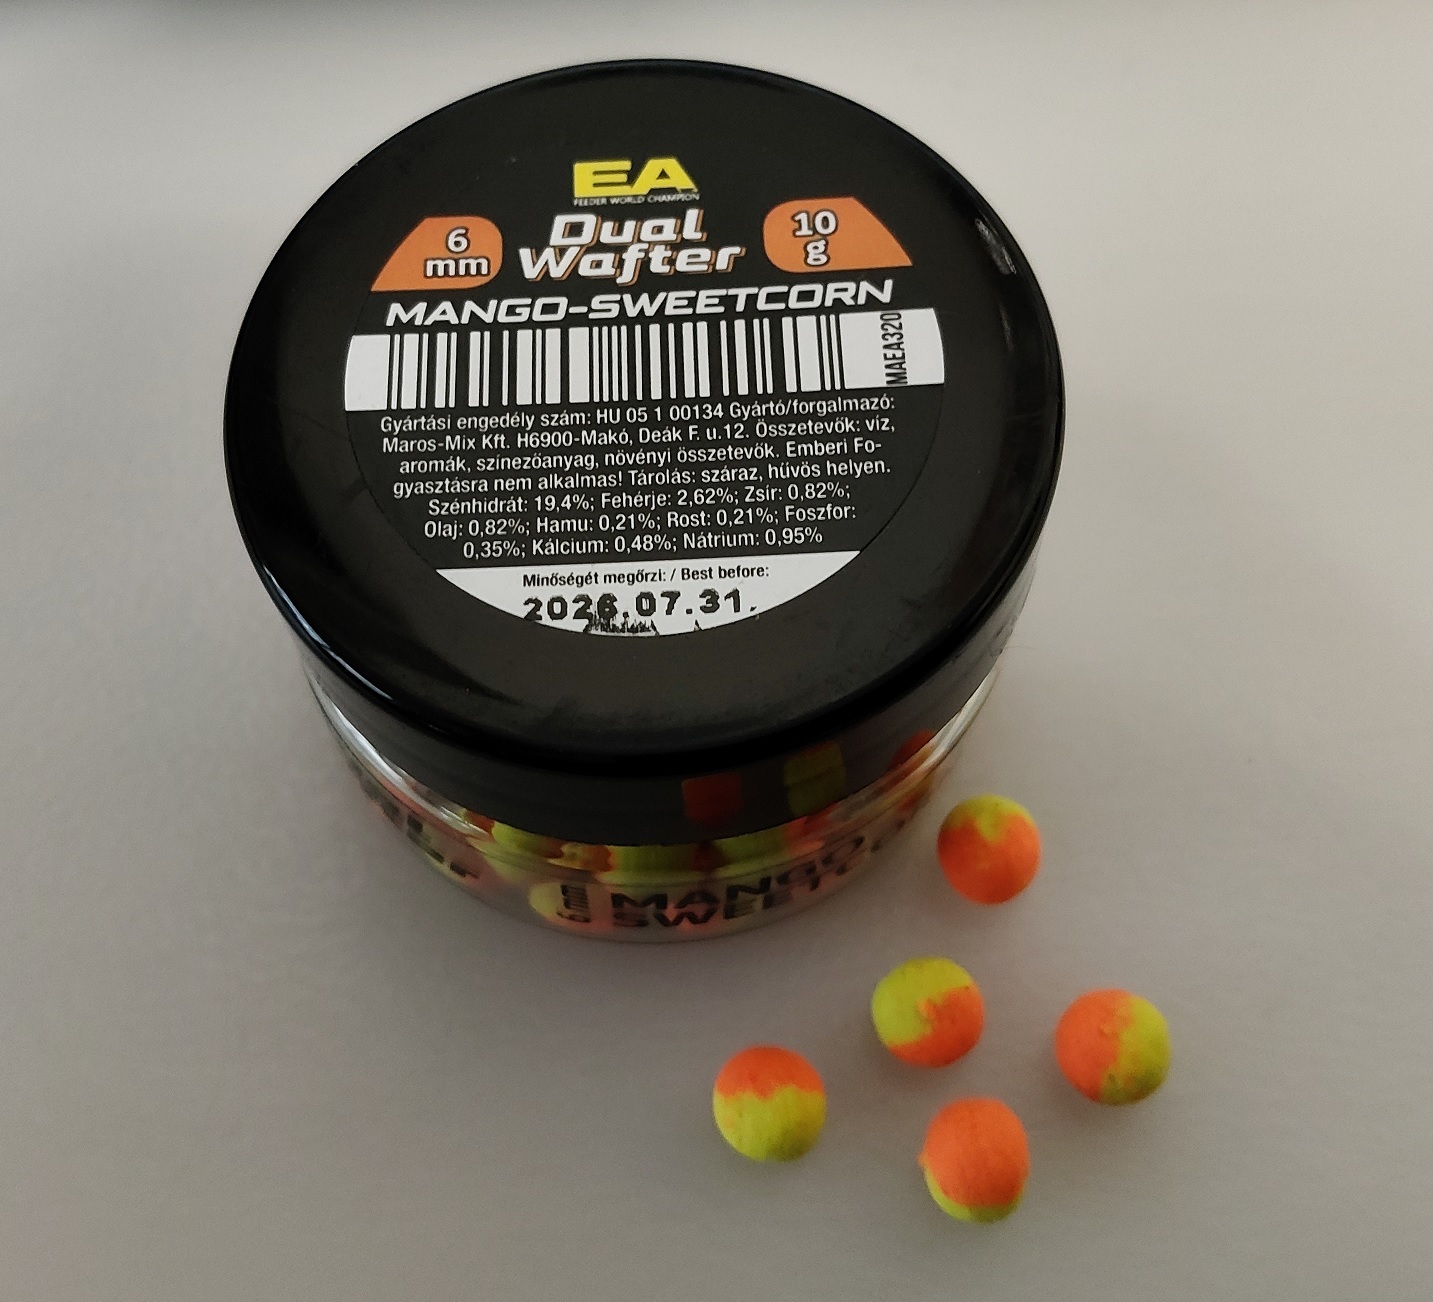 EA
FEEDER WORLD CHAMPION
6
mm
Dual
Wafter
10
g
MANGO-SWEETCORN
MAEA320
Gyártási engedély szám: HU 05 1 00134 Gyártó/forgalmazó:
Maros-Mix Kft. H6900-Makó, Deák F. u.12. Összetevők: víz,
aromák, színezőanyag, növényi összetevők. Emberi Fo-
gyasztásra nem alkalmas! Tárolás: száraz, hűvös helyen.
Szénhidrát: 19,4%; Fehérje: 2,62%; Zsír: 0,82%;
Olaj: 0,82%; Hamu: 0,21%; Rost: 0,21%; Foszfor:
0,35%; Kálcium: 0,48%; Nátrium: 0,95%
Minőségét megőrzi: / Best before:
2026.07.31.
6mm
MANGO
SWEETC